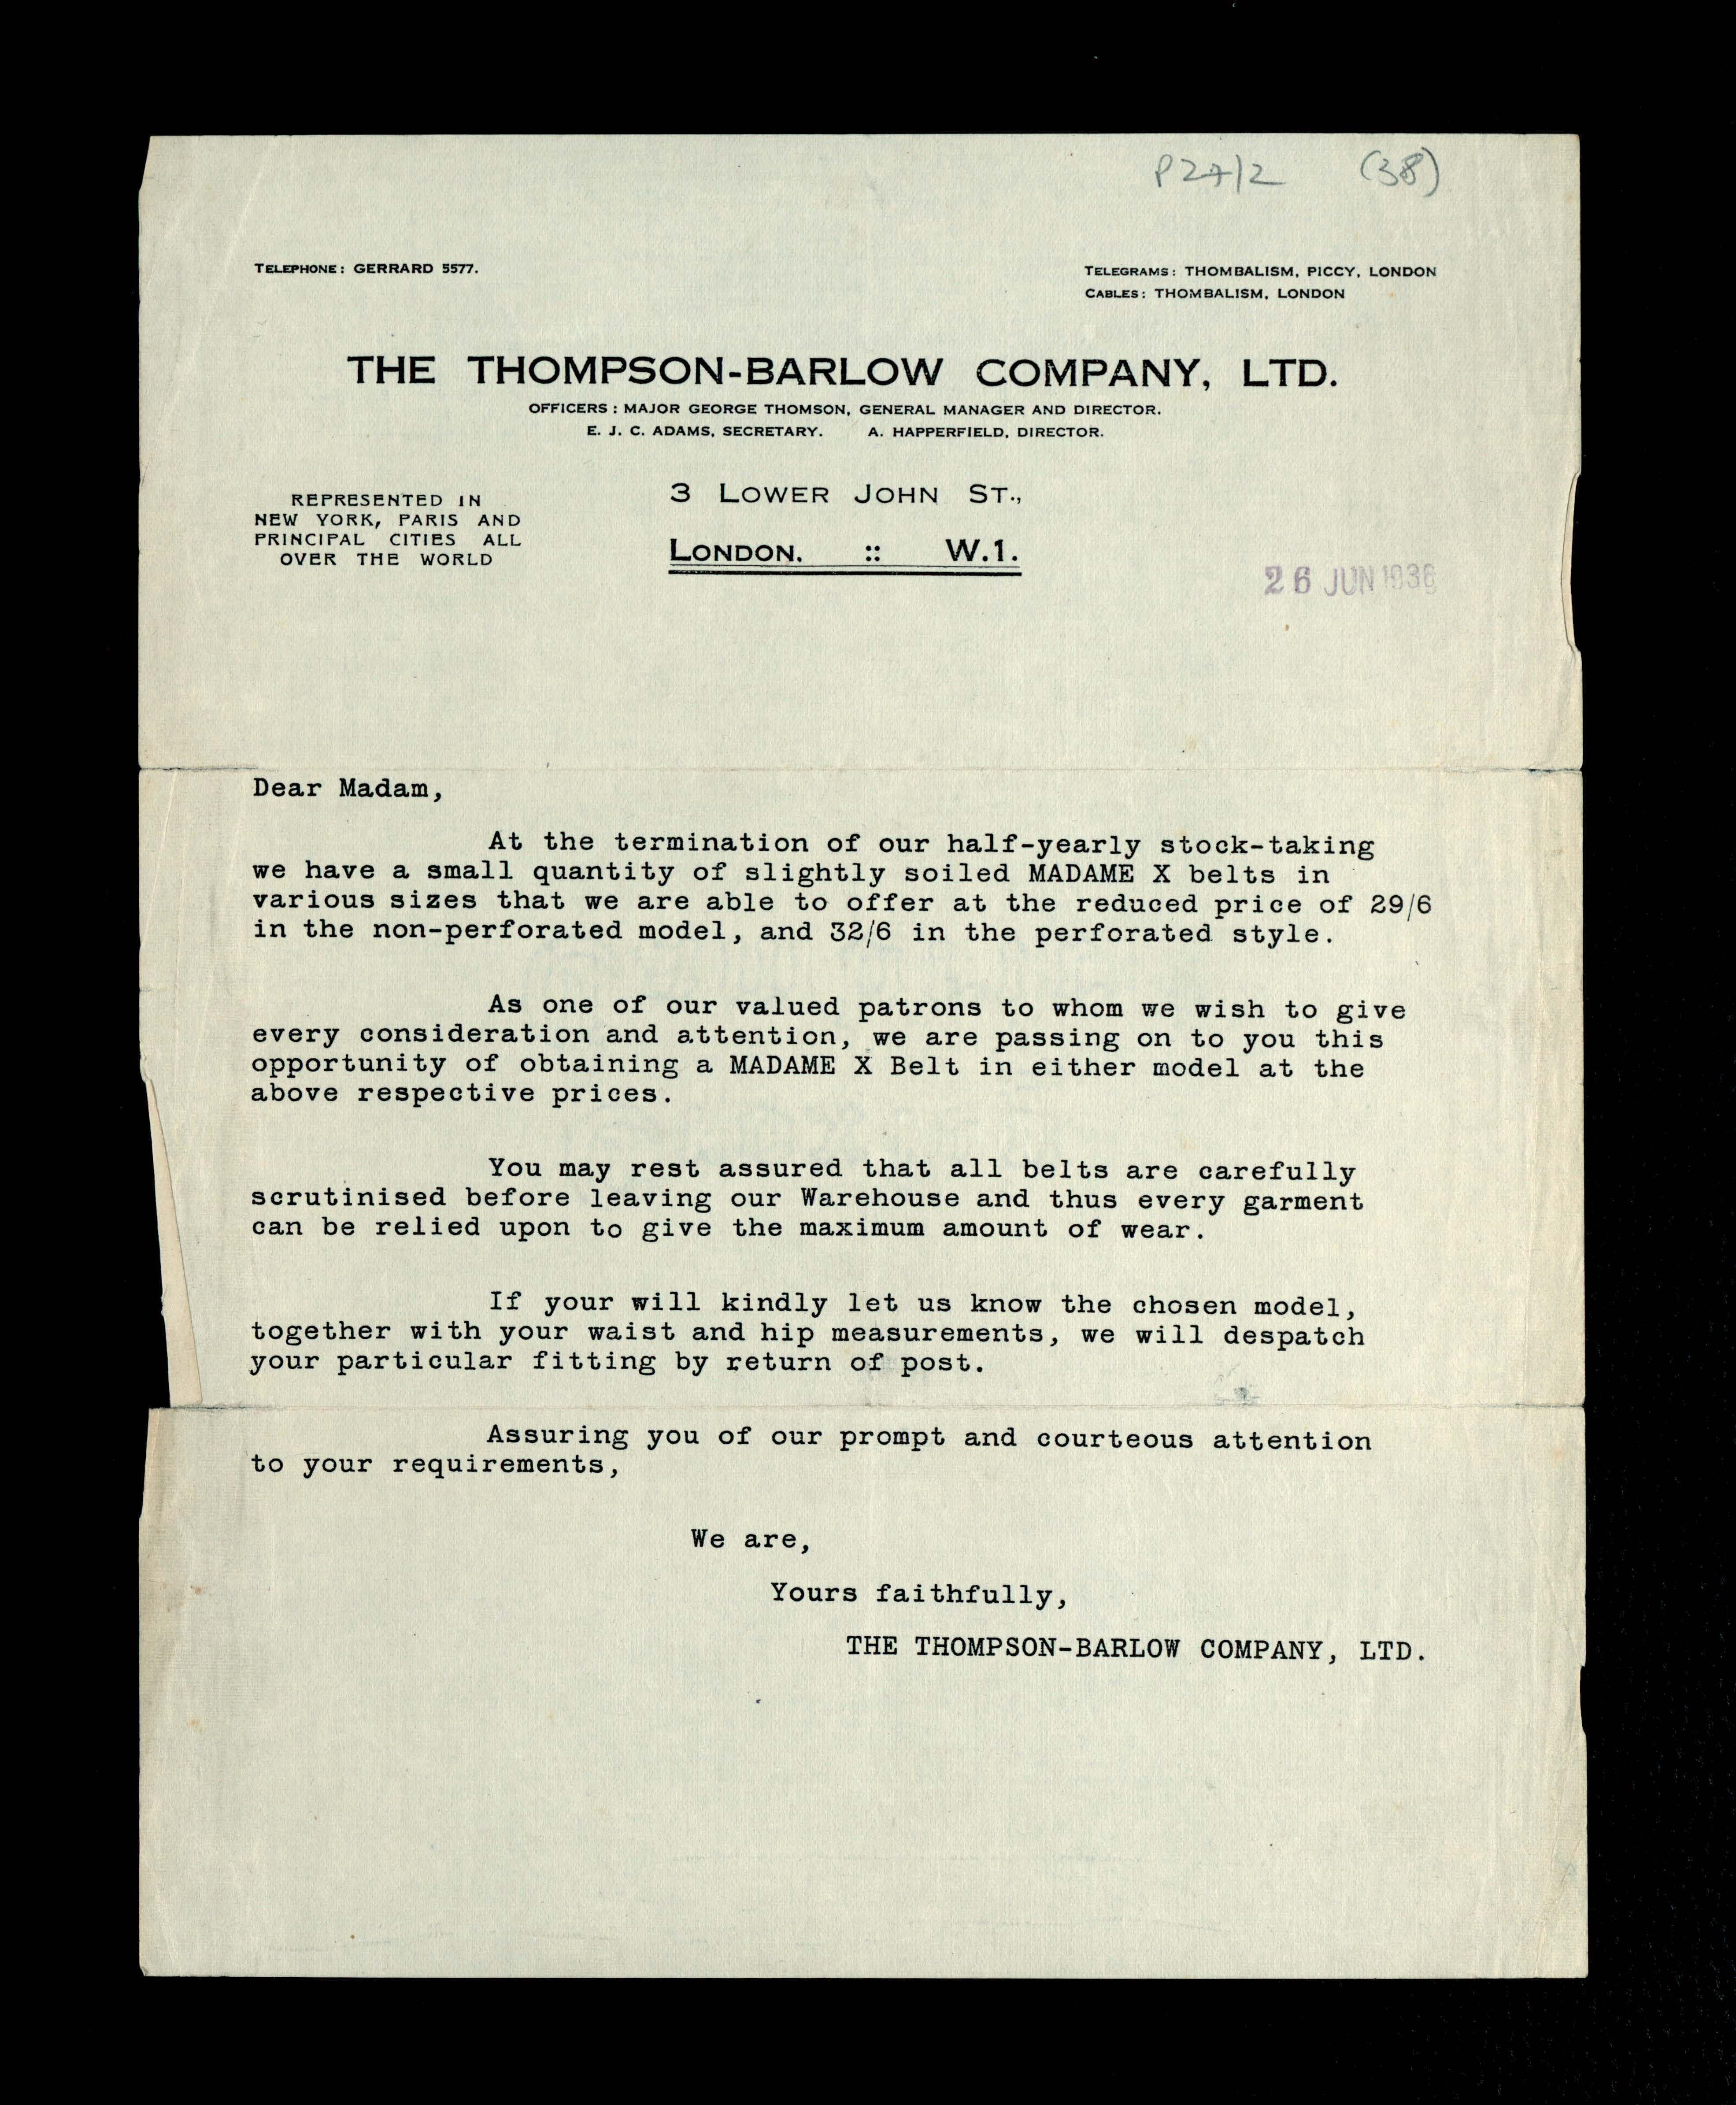 P27/2 (38)
TELEPHONE: GERRARD 5577.
TELEGRAMS: THOMBALISM, PICCY, LONDON
CABLES: THOMBALISM, LONDON
THE THOMPSON-BARLOW COMPANY, LTD.
OFFICERS: MAJOR GEORGE THOMSON, GENERAL MANAGER AND DIRECTOR.
E. J. C. ADAMS, SECRETARY. A. HAPPERFIELD, DIRECTOR.
REPRESENTED IN
NEW YORK, PARIS AND
PRINCIPAL CITIES ALL
OVER THE WORLD
3 LOWER JOHN ST.,
LONDON. :: W.1.
26 JUN 1936
Dear Madam,
At the termination of our half-yearly stock-taking
we have a small quantity of slightly soiled MADAME X belts in
various sizes that we are able to offer at the reduced price of 29/6
in the non-perforated model, and 32/6 in the perforated style.
As one of our valued patrons to whom we wish to give
every consideration and attention, we are passing on to you this
opportunity of obtaining a MADAME X Belt in either model at the
above respective prices.
You may rest assured that all belts are carefully
scrutinised before leaving our Warehouse and thus every garment
can be relied upon to give the maximum amount of wear.
If your will kindly let us know the chosen model,
together with your waist and hip measurements, we will despatch
your particular fitting by return of post.
Assuring you of our prompt and courteous attention
to your requirements,
We are,
Yours faithfully,
THE THOMPSON-BARLOW COMPANY, LTD.